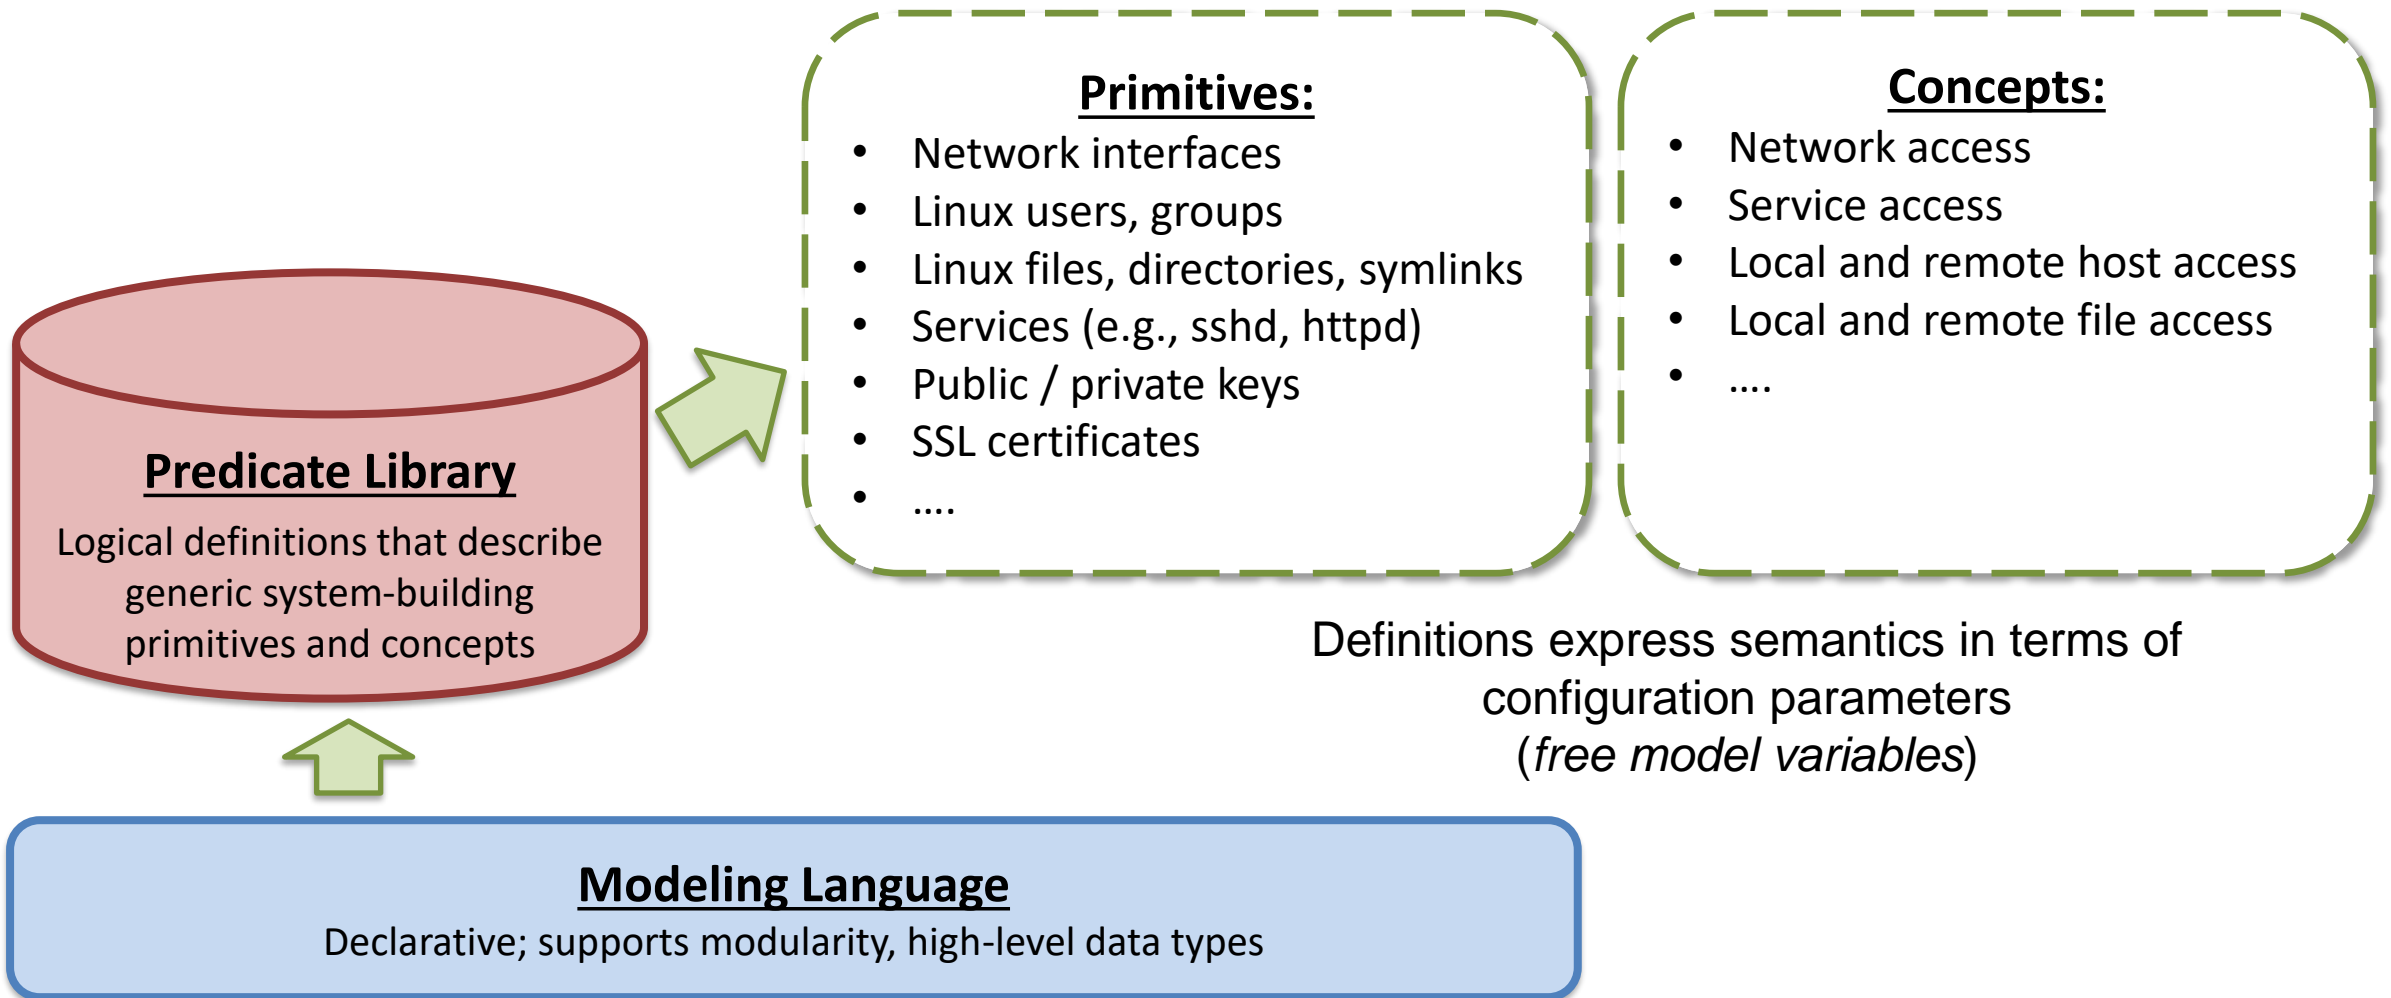 Primitives:
• Network interfaces
• Linux users, groups
• Linux files, directories, symlinks
• Services (e.g., sshd, httpd)
• Public / private keys
• SSL certificates
• ....
Concepts:
• Network access
• Service access
• Local and remote host access
• Local and remote file access
• ....
Predicate Library
Logical definitions that describe
generic system-building
primitives and concepts
Definitions express semantics in terms of
configuration parameters
(free model variables)
Modeling Language
Declarative; supports modularity, high-level data types